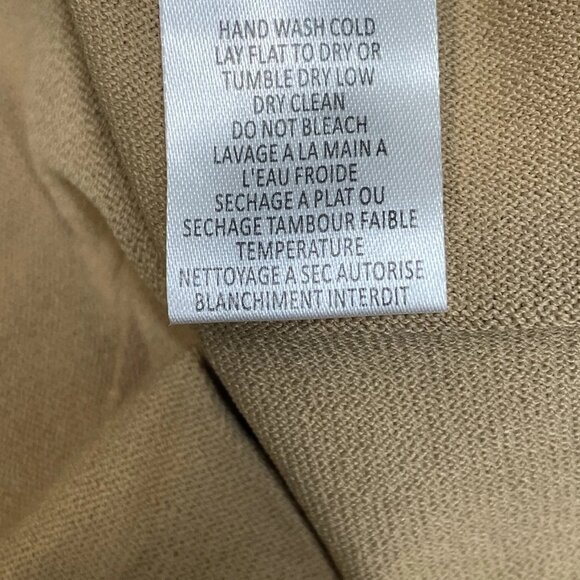 HAND WASH COLD
LAY FLAT TO DRY OR
TUMBLE DRY LOW
DRY CLEAN
DO NOT BLEACH
LAVAGE A LA MAIN A
L'EAU FROIDE
SECHAGE A PLAT OU
SECHAGE TAMBOUR FAIBLE
TEMPERATURE
NETTOYAGE A SEC AUTORISE
BLANCHIMENT INTERDIT